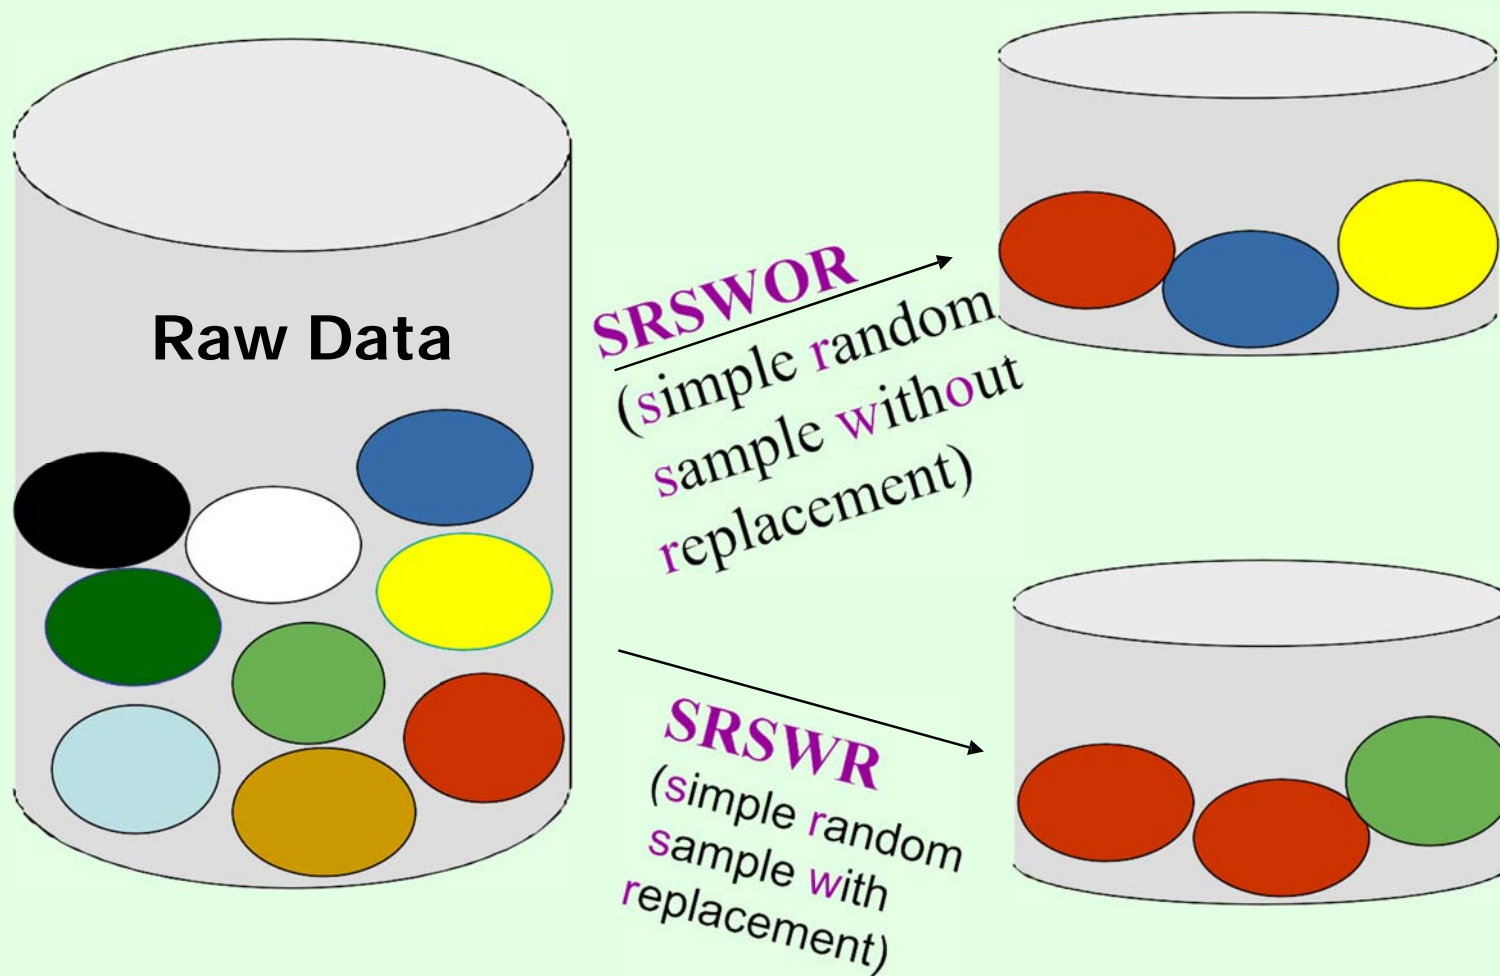 Raw Data
SRSWOR
(simple random
sample without
replacement)
SRSWR
(simple random
sample with
replacement)